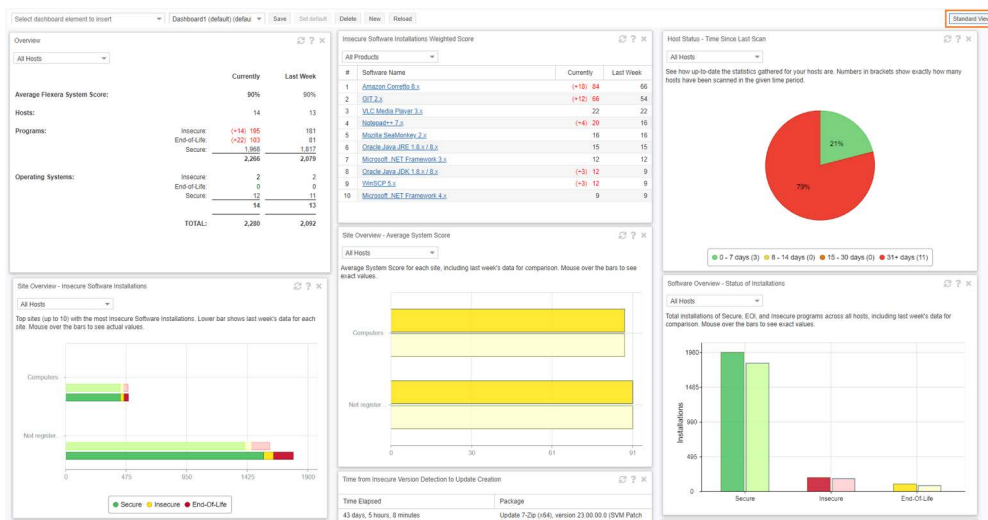 Select dashboard element to insert
Dashboard1 (default) (defau
Save
Set default
Delete
New
Reload
Standard View
Overview
All Hosts
Currently Last Week
Average Flexera System Score: 90% 90%
Hosts: 14 13
Programs: Insecure: (+14) 195 181
End-of-Life: (+22) 103 81
Secure: 1,968 1,817
2,266 2,079
Operating Systems: Insecure: 2 2
End-of-Life: 0 0
Secure: 12 11
14 13
TOTAL: 2,280 2,092
Insecure Software Installations Weighted Score
All Products
# Software Name Currently Last Week
1 Amazon Corretto 8.x (+18) 84 66
2 GIT 2.x (+12) 66 54
3 VLC Media Player 3.x 22 22
4 Notepad++ 7.x (+4) 20 16
5 Mozilla SeaMonkey 2.x 16 16
6 Oracle Java JRE 1.8.x / 8.x 15 15
7 Microsoft .NET Framework 3.x 12 12
8 Oracle Java JDK 1.8.x / 8.x (+3) 12 9
9 WinSCP 5.x (+3) 12 9
10 Microsoft .NET Framework 4.x 9 9
Host Status - Time Since Last Scan
All Hosts
See how up-to-date the statistics gathered for your hosts are. Numbers in brackets show exactly how many
hosts have been scanned in the given time period.
21%
79%
0 - 7 days (3) 8 - 14 days (0) 15 - 30 days (0) 31+ days (11)
Site Overview - Insecure Software Installations
All Hosts
Top sites (up to 10) with the most Insecure Software Installations. Lower bar shows last week's data for each
site. Mouse over the bars to see actual values.
Computers
Not register
0 475 950 1425 1900
Secure Insecure End-Of-Life
Site Overview - Average System Score
All Hosts
Average System Score for each site, including last week's data for comparison. Mouse over the bars to see
exact values.
Computers
Not register
0 30 61 91
Time from Insecure Version Detection to Update Creation
Time Elapsed Package
43 days, 5 hours, 8 minutes Update 7-Zip (x64), version 23.00.00.0 (SVM Patch
Software Overview - Status of Installations
All Hosts
Total installations of Secure, EOl, and Insecure programs across all hosts, including last week's data for
comparison. Mouse over the bars to see exact values.
Installations
1980
1485
990
495
0
Secure Insecure End-Of-Life